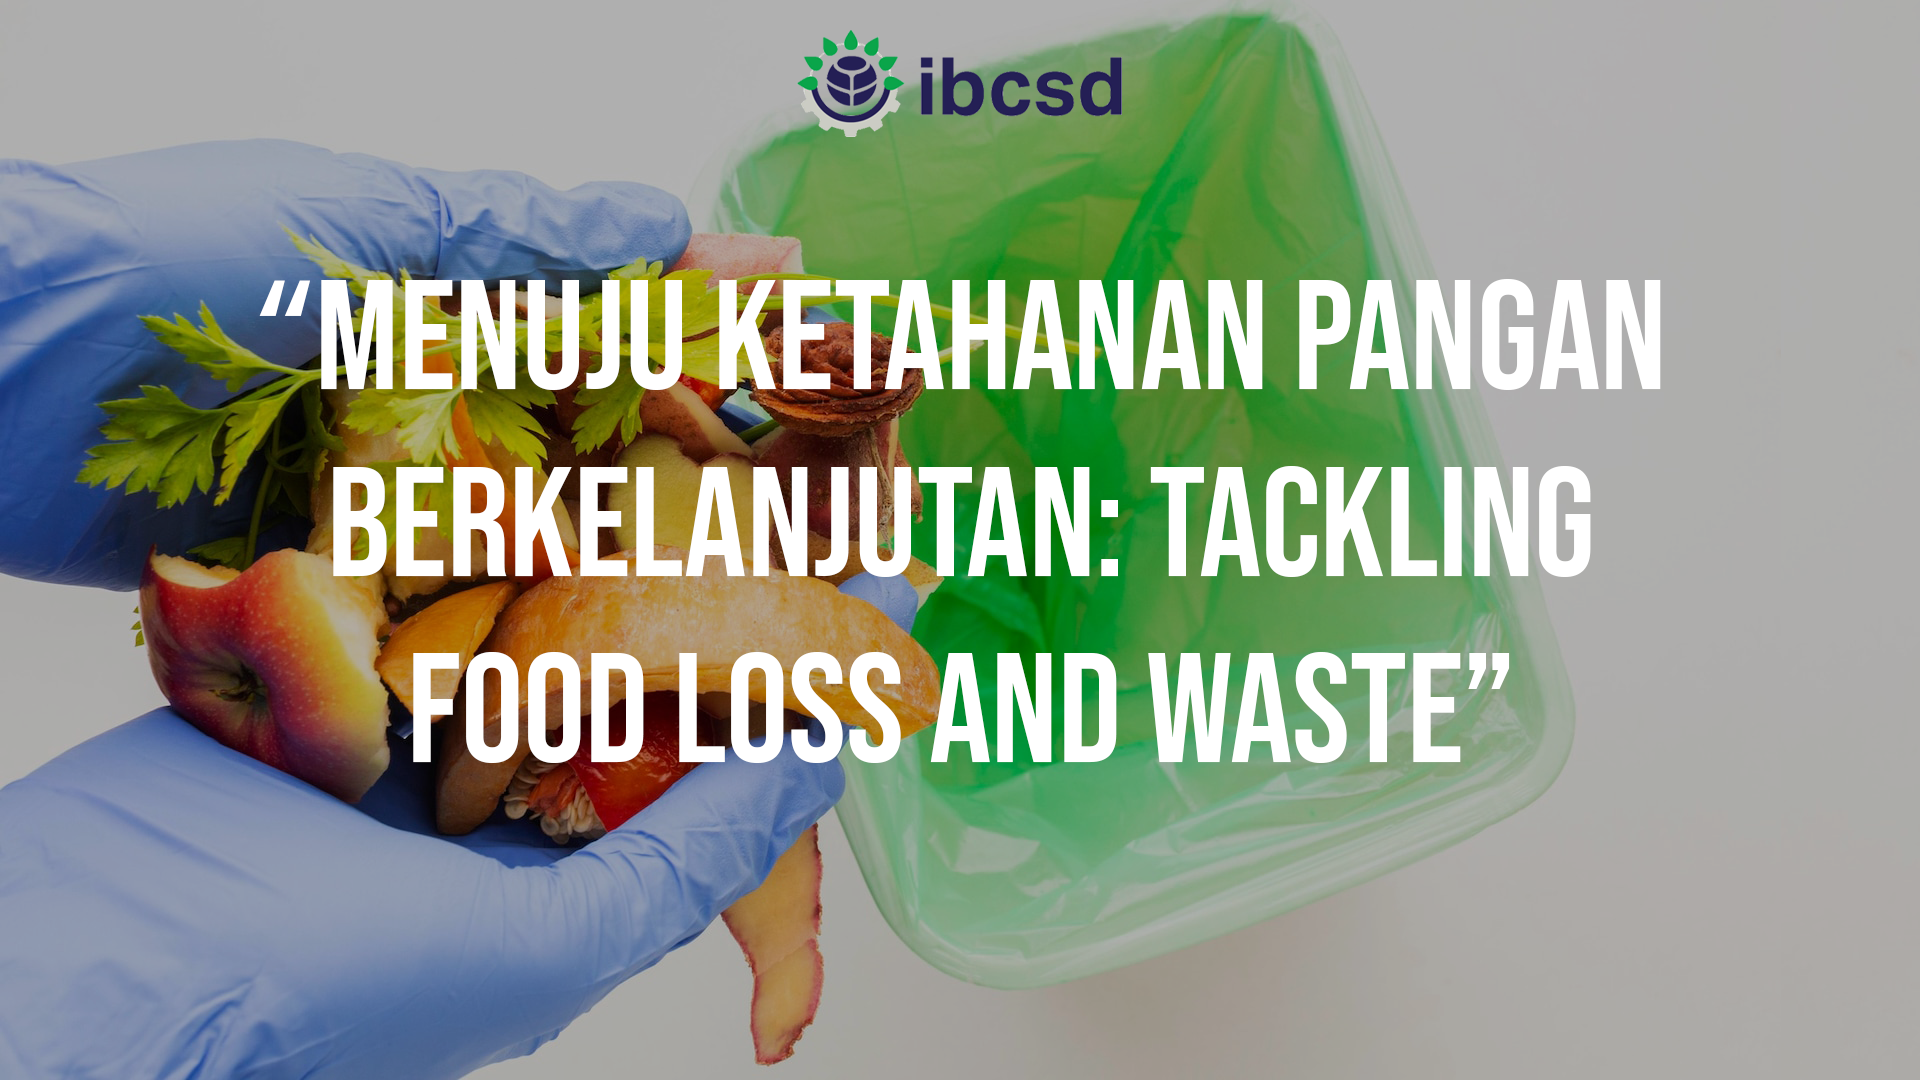 ibcsd
“MENUJU KETAHANAN PANGAN
BERKELANJUTAN: TACKLING
FOOD LOSS AND WASTE”